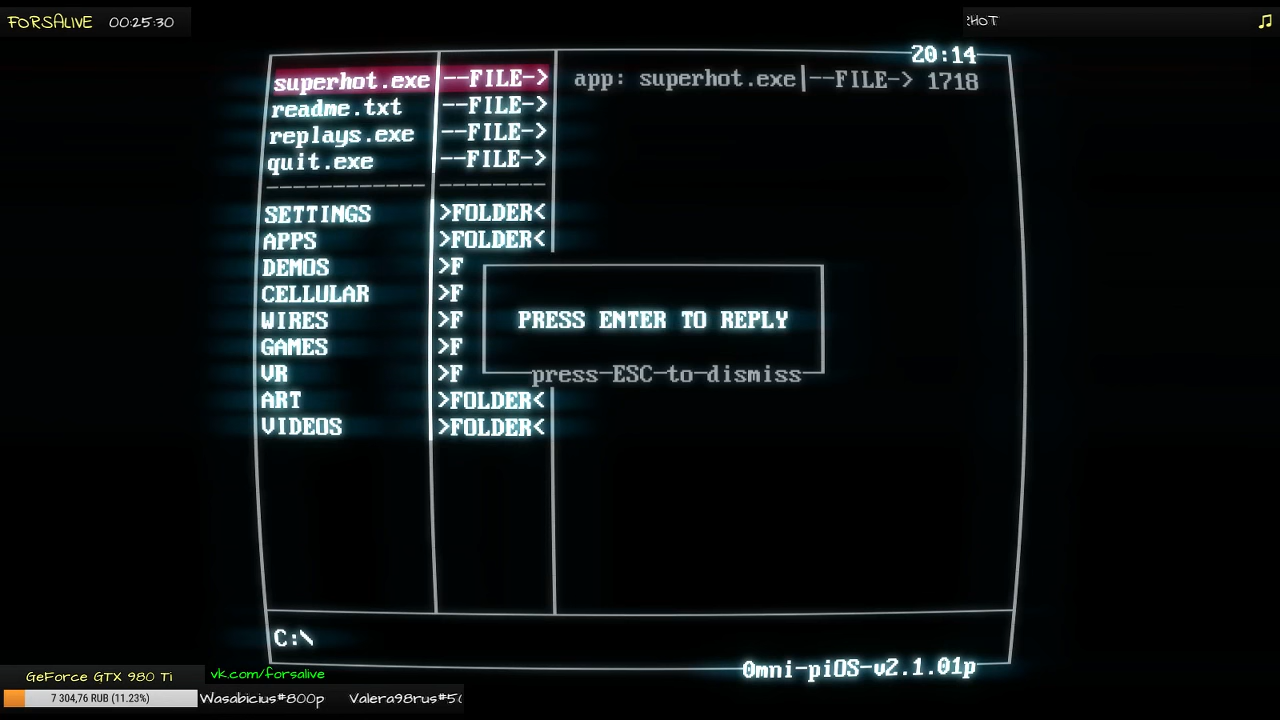 FORSALIVE 00:25:30
20:14
superhot.exe --FILE-> app: superhot.exe --FILE-> 1718
readme.txt --FILE->
replays.exe --FILE->
quit.exe --FILE->
SETTINGS >FOLDER<
APPS >FOLDER<
DEMOS >F
CELLULAR >F
WIRES >F
GAMES >F
VR >F
ART >FOLDER<
VIDEOS >FOLDER<
PRESS ENTER TO REPLY
press-ESC-to-dismiss
C:\
0mni-piOS-v2.1.01p
GeForce GTX 980 Ti vk.com/forsalive
7 304,76 RUB (11.23%) Wasabicius#800p Valera98rus#5